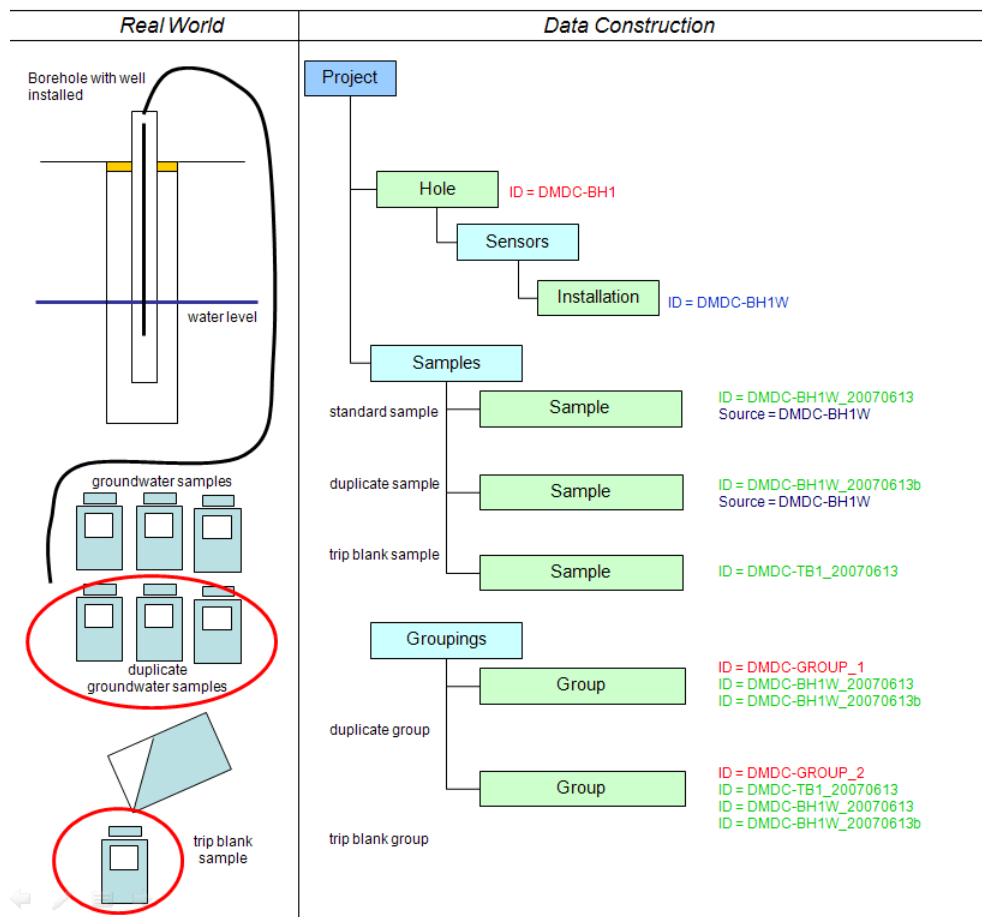 Real World
Data Construction
Borehole with well
installed
water level
groundwater samples
duplicate
groundwater samples
trip blank
sample
Project
Hole
ID = DMDC-BH1
Sensors
Installation
ID = DMDC-BH1W
Samples
standard sample
Sample
ID = DMDC-BH1W_20070613
Source = DMDC-BH1W
duplicate sample
Sample
ID = DMDC-BH1W_20070613b
Source = DMDC-BH1W
trip blank sample
Sample
ID = DMDC-TB1_20070613
Groupings
Group
ID = DMDC-GROUP_1
ID = DMDC-BH1W_20070613
ID = DMDC-BH1W_20070613b
duplicate group
Group
ID = DMDC-GROUP_2
ID = DMDC-TB1_20070613
ID = DMDC-BH1W_20070613
ID = DMDC-BH1W_20070613b
trip blank group